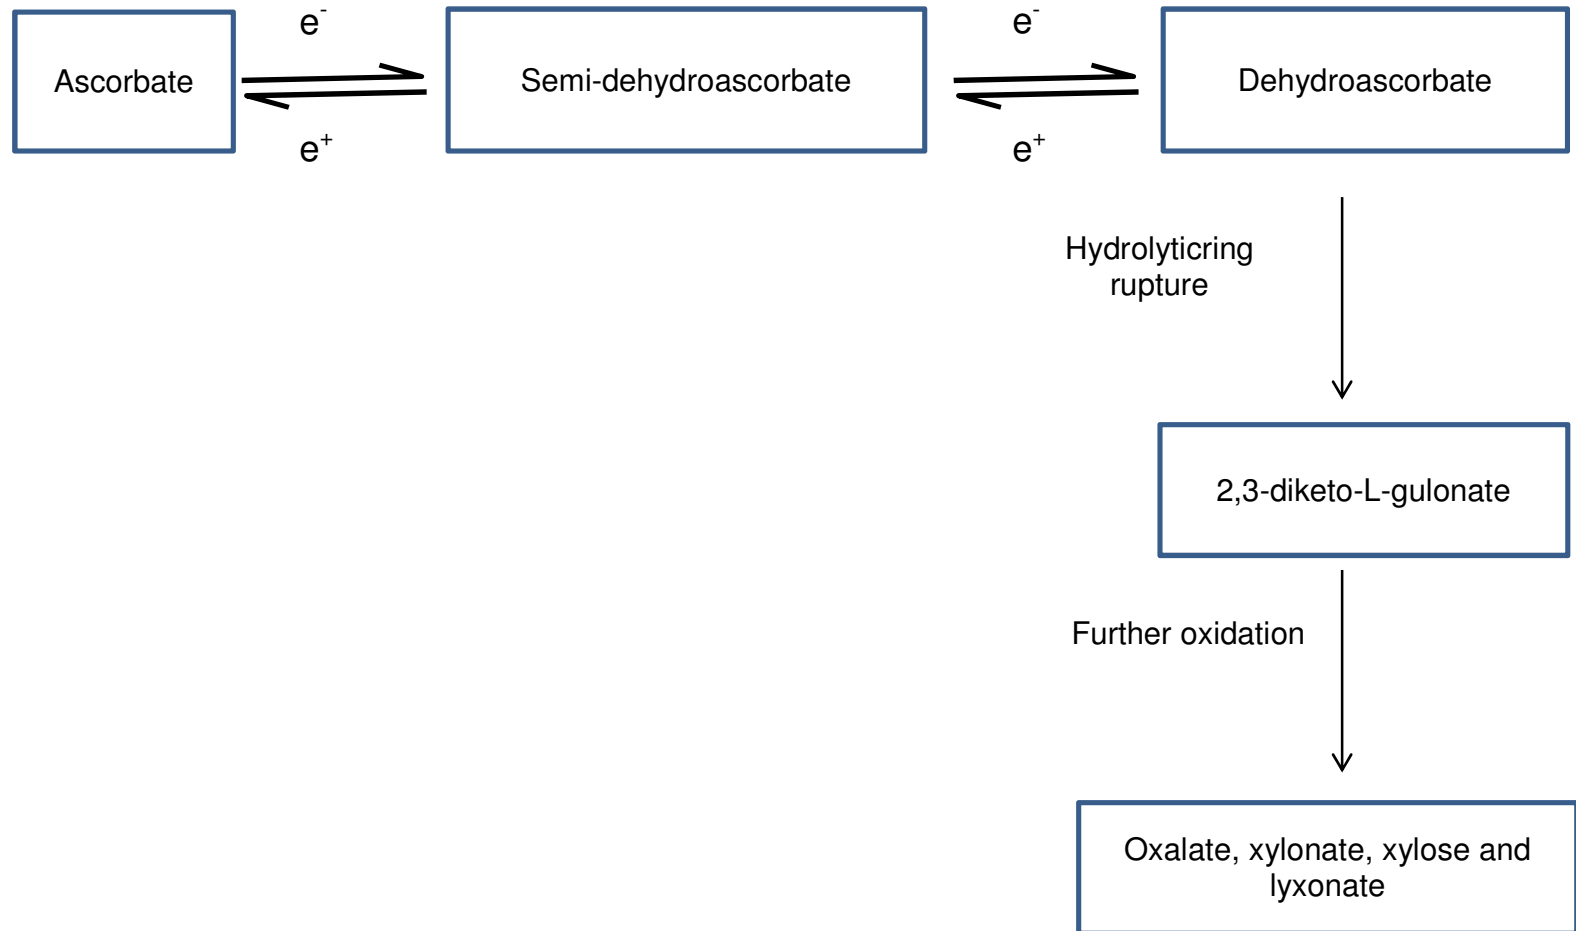 e⁻
e⁻
Ascorbate
Semi-dehydroascorbate
Dehydroascorbate
e⁺
e⁺
Hydrolyticring
rupture
2,3-diketo-L-gulonate
Further oxidation
Oxalate, xylonate, xylose and
lyxonate